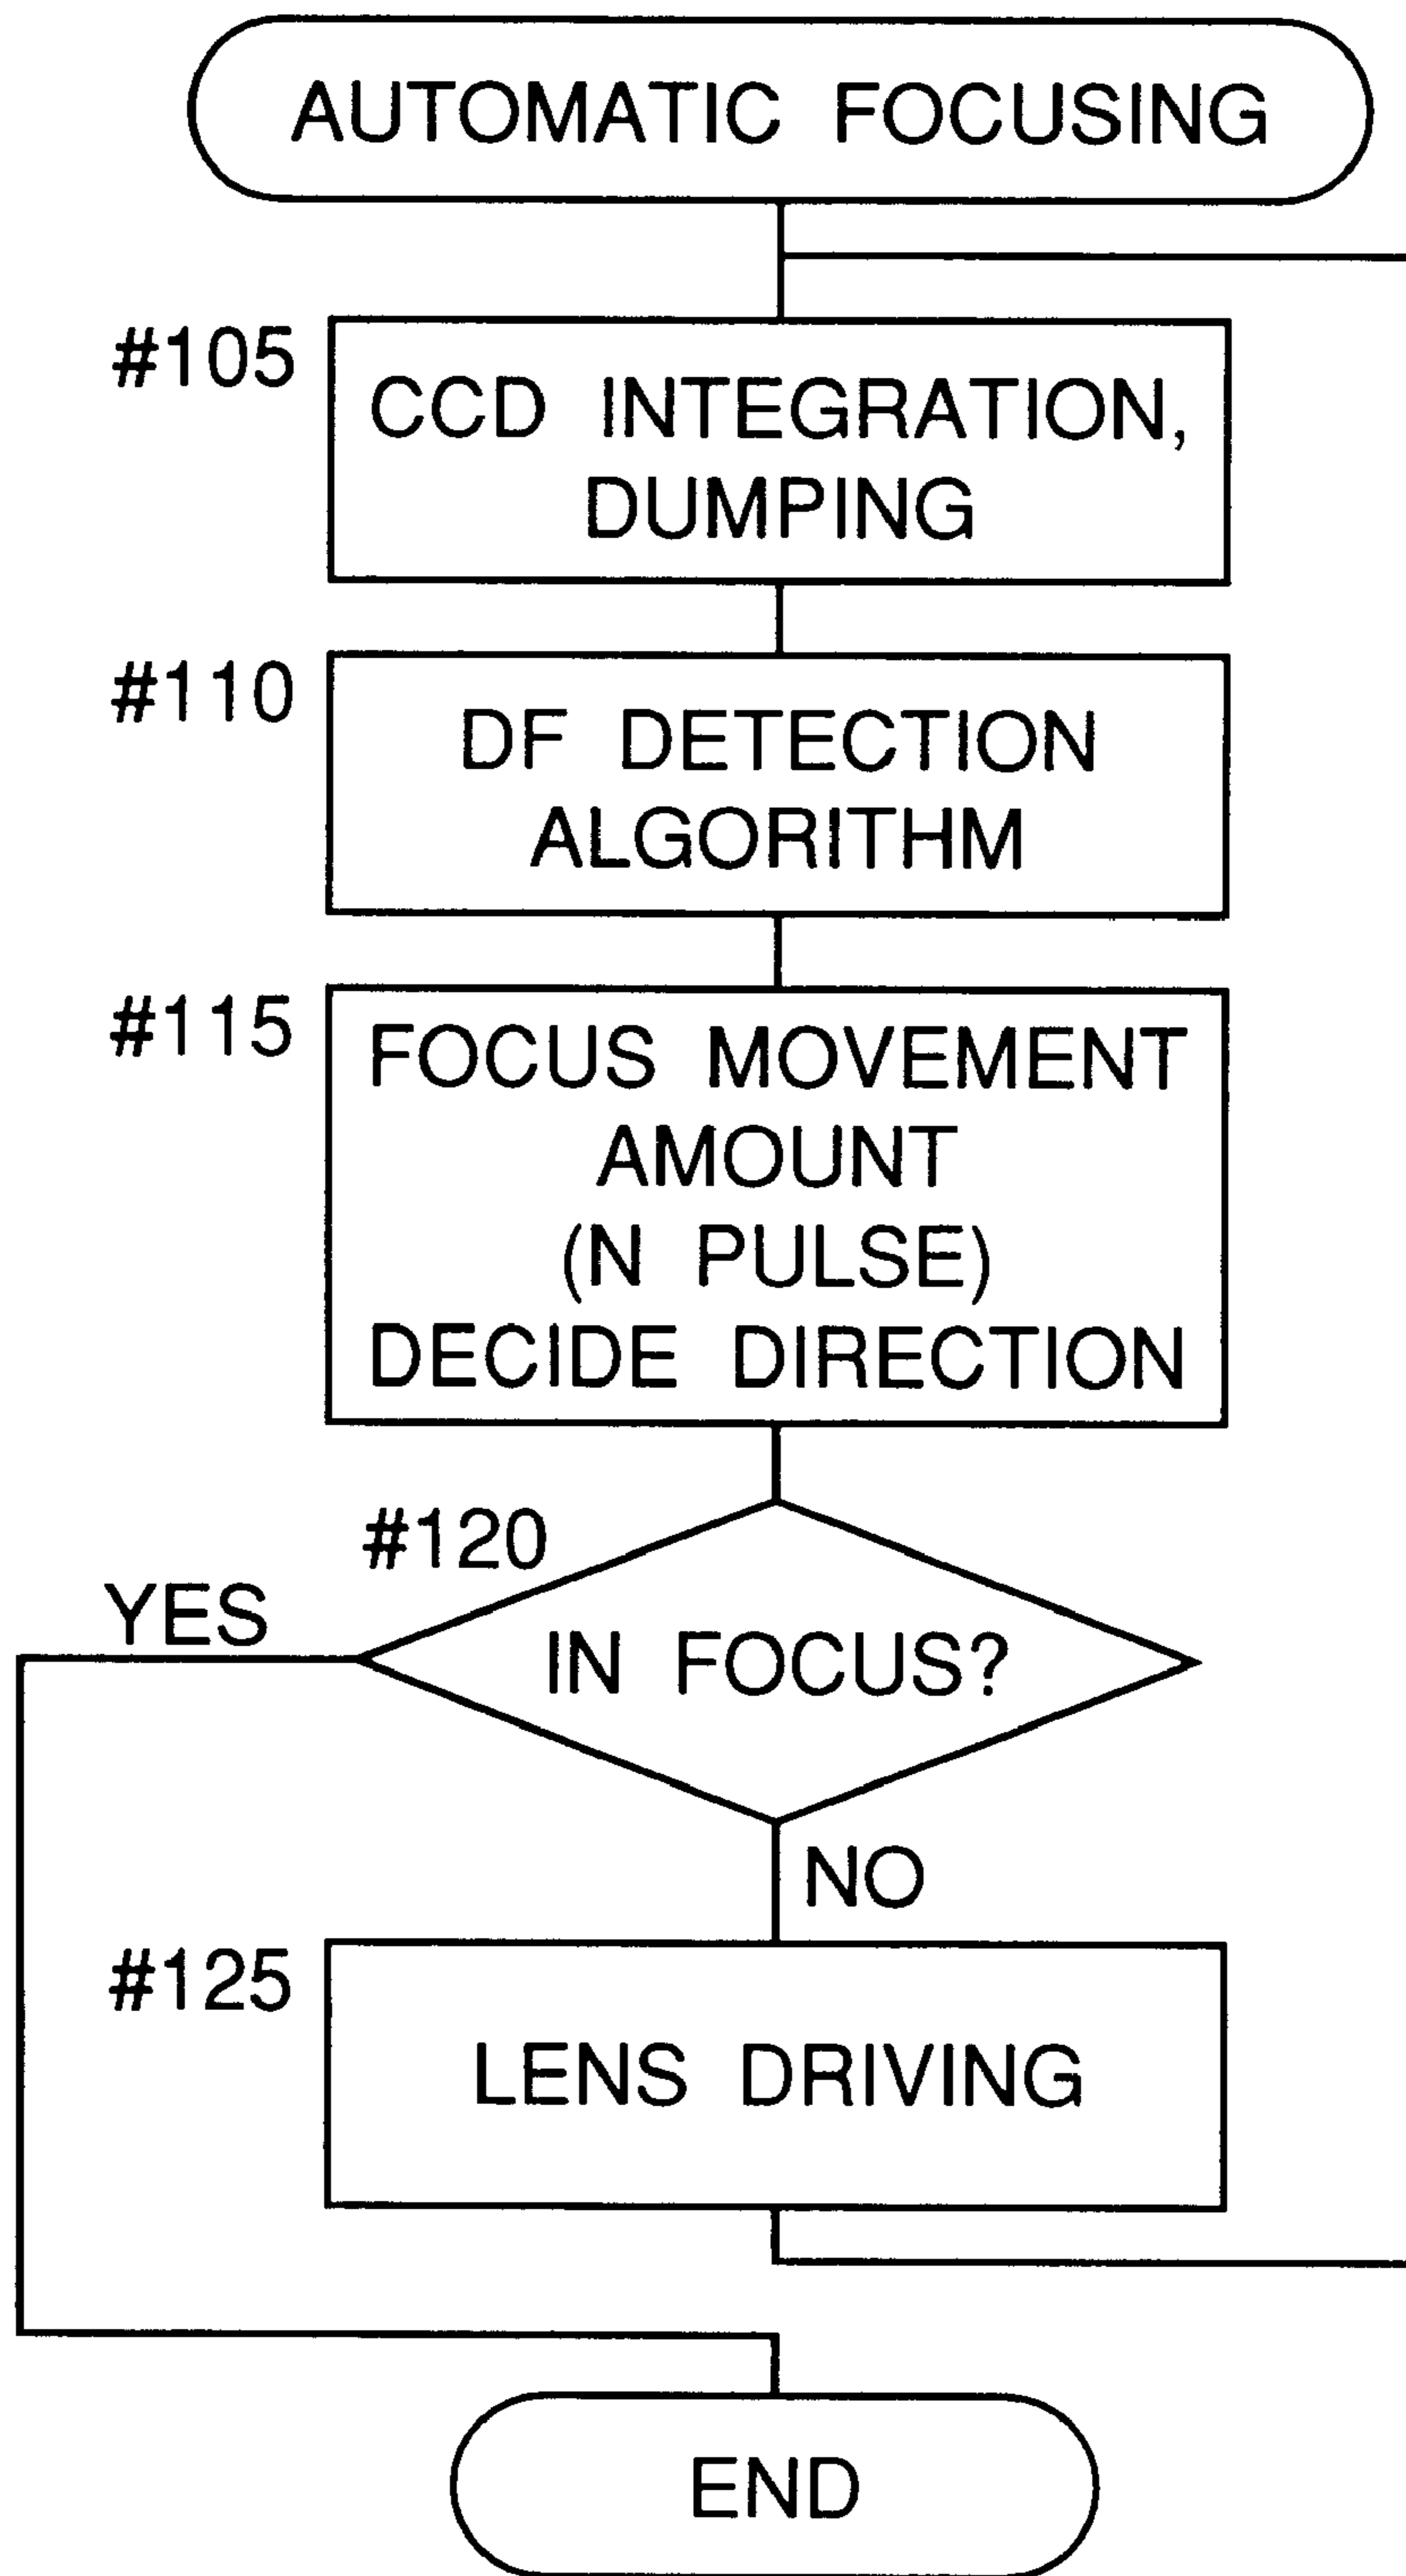 AUTOMATIC FOCUSING
#105
CCD INTEGRATION,
DUMPING
#110
DF DETECTION
ALGORITHM
#115
FOCUS MOVEMENT
AMOUNT
(N PULSE)
DECIDE DIRECTION
#120
YES
IN FOCUS?
NO
#125
LENS DRIVING
END